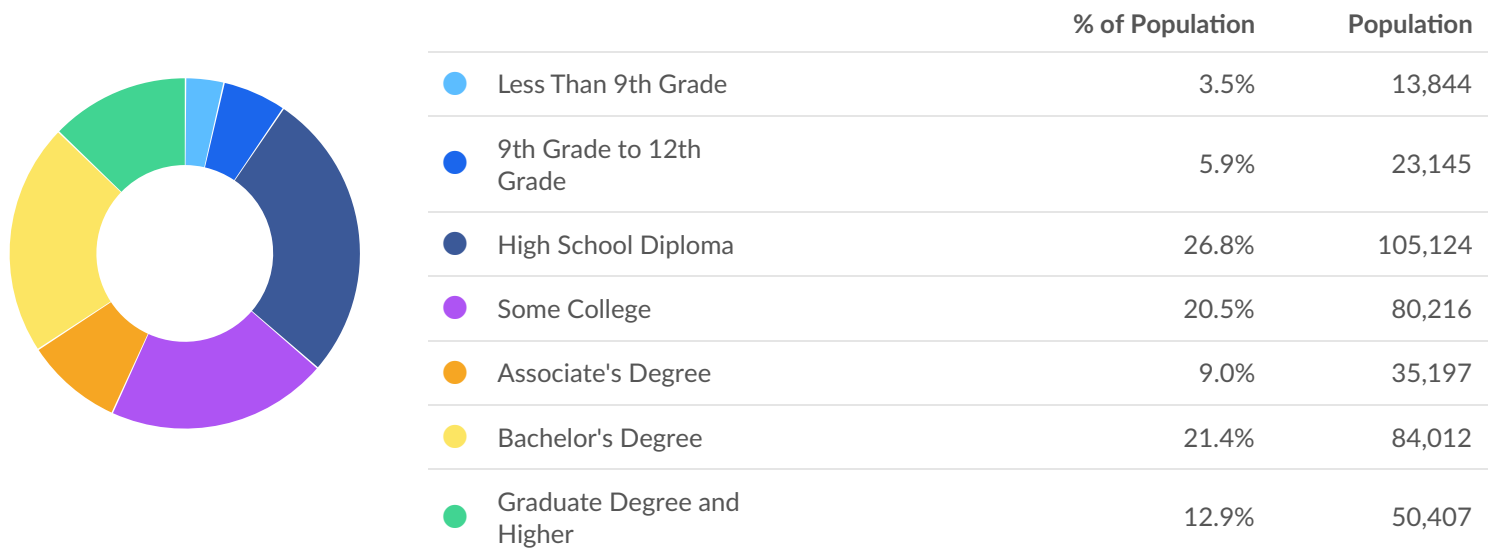 % of Population Population
Less Than 9th Grade 3.5% 13,844
9th Grade to 12th
Grade 5.9% 23,145
High School Diploma 26.8% 105,124
Some College 20.5% 80,216
Associate's Degree 9.0% 35,197
Bachelor's Degree 21.4% 84,012
Graduate Degree and
Higher 12.9% 50,407